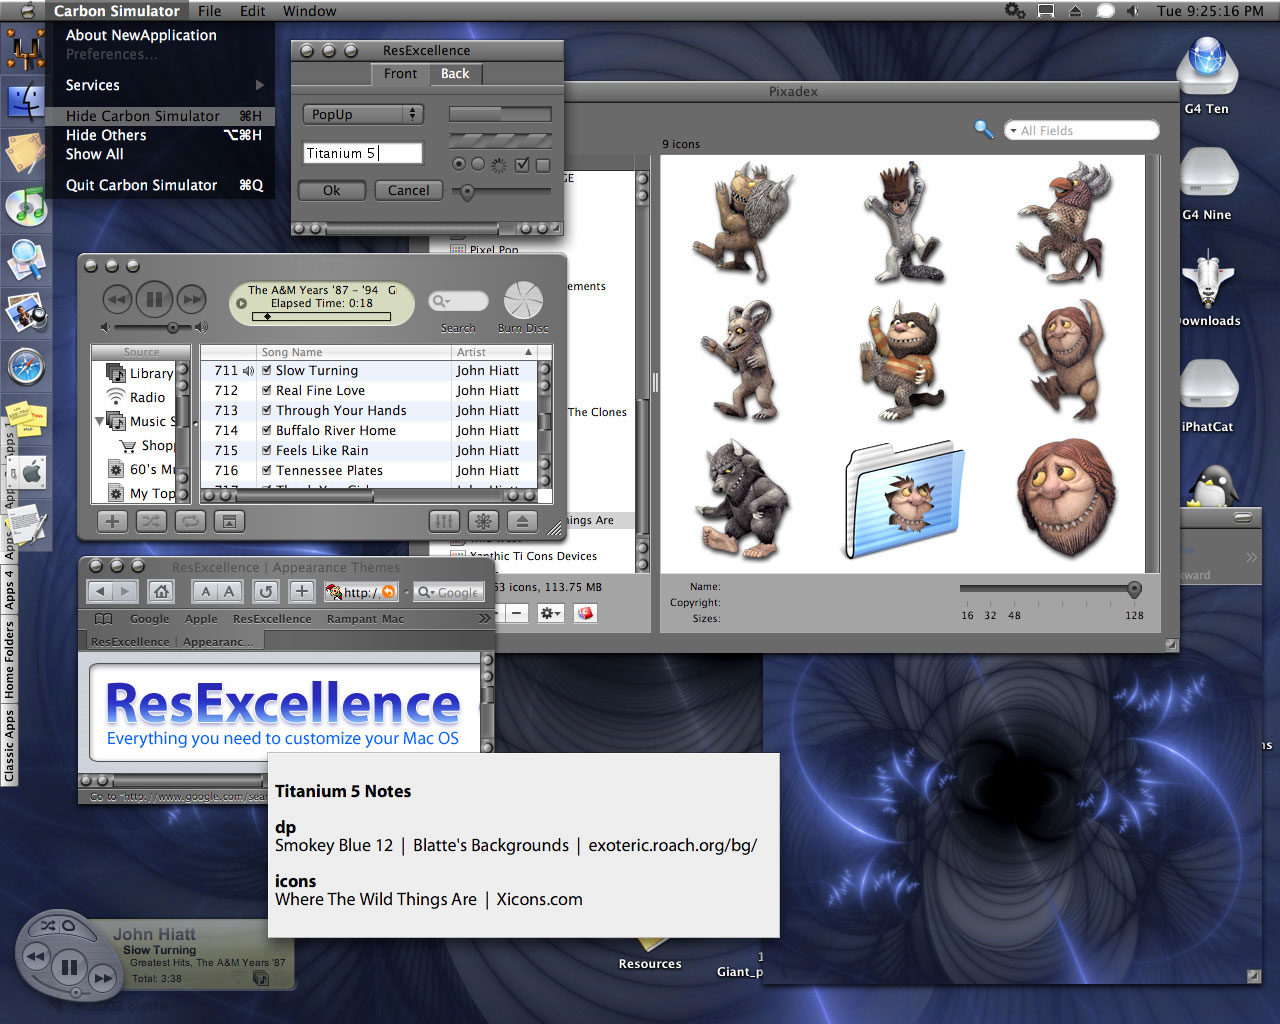 Carbon Simulator File Edit Window Tue 9:25:16 PM
About NewApplication
Preferences...
Services
Hide Carbon Simulator ⌘H
Hide Others ⌥⌘H
Show All
Quit Carbon Simulator ⌘Q
ResExcellence
Front Back
PopUp
Titanium 5
Ok Cancel
Pixadex
All Fields
9 icons
GE
Pixel Pop
ements
The Clones
ings Are
Xanthic Ti Cons Devices
53 icons, 113.75 MB
Name:
Copyright:
Sizes:
16 32 48 128
G4 Ten
G4 Nine
Downloads
iPhatCat
kward
The A&M Years '87 - '94 G
Elapsed Time: 0:18
Search Burn Disc
Source Song Name Artist
Library 711 Slow Turning John Hiatt
Radio 712 Real Fine Love John Hiatt
Music S 713 Through Your Hands John Hiatt
714 Buffalo River Home John Hiatt
Shopp 715 Feels Like Rain John Hiatt
60's Mu 716 Tennessee Plates John Hiatt
My Top
ResExcellence | Appearance Themes
A A http:/ Google
Google Apple ResExcellence Rampant Mac
ResExcellence | Appearanc...
ResExcellence
Everything you need to customize your Mac OS
Go to "http://www.google.com/sear
Apps 4
Home Folders
Classic Apps
Titanium 5 Notes
dp
Smokey Blue 12 | Blatte's Backgrounds | exoteric.roach.org/bg/
icons
Where The Wild Things Are | Xicons.com
John Hiatt
Slow Turning
Greatest Hits, The A&M Years '87
Total: 3:38
© 2002 blatte
Resources
Giant_p